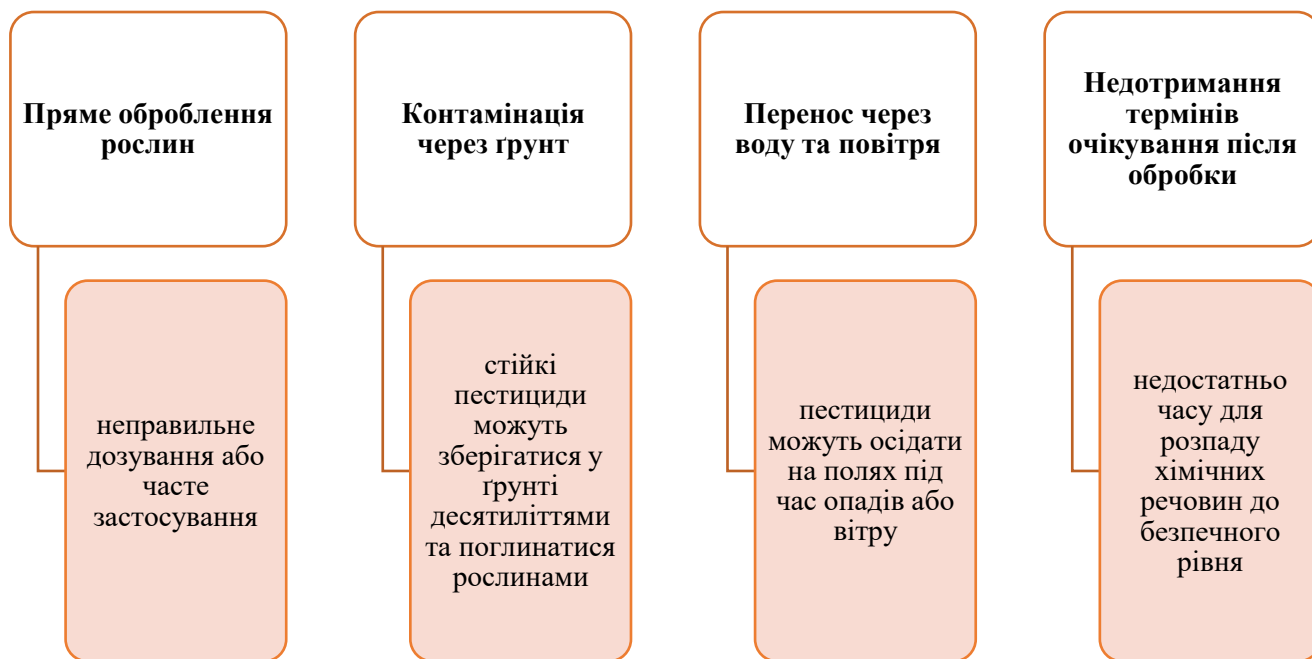 Пряме оброблення
рослин
неправильне
дозування або
часте
застосування
Контамінація
через ґрунт
стійкі
пестициди
можуть
зберігатися у
ґрунті
десятиліттями
та поглинатися
рослинами
Перенос через
воду та повітря
пестициди
можуть осідати
на полях під
час опадів або
вітру
Недотримання
термінів
очікування після
обробки
недостатньо
часу для
розпаду
хімічних
речовин до
безпечного
рівня